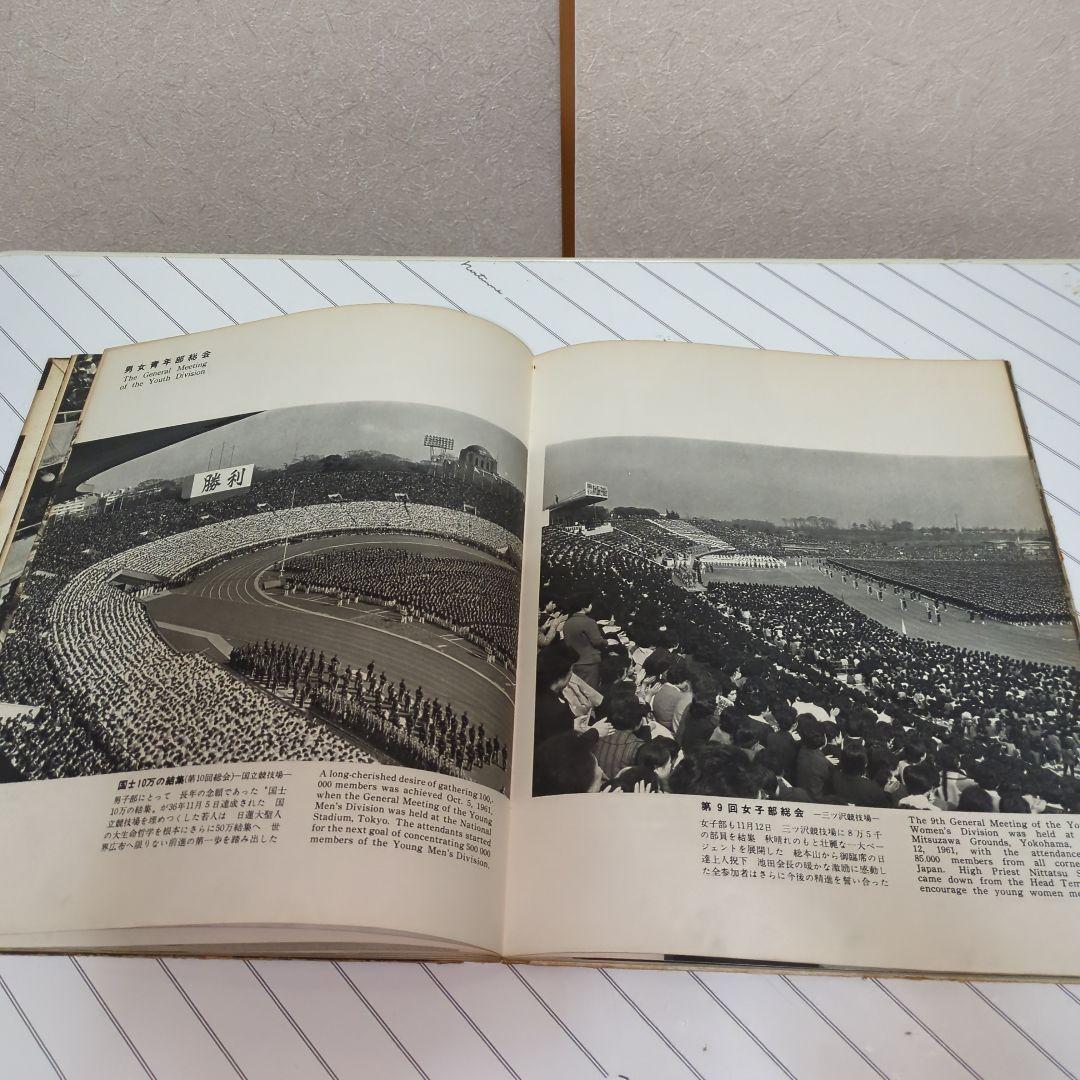 男女青年部総会
The General Meeting
of the Youth Division
勝利
国士10万の結集(第10回総会)—国立競技場—
男子部にとって 長年の念願であった“国士
10万の結集〟が36年11月5日達成された 国
立競技場を埋めつくした若人は 日蓮大聖人
の大生命哲学を根本にさらに50万結集へ 世
界広布へ限りない前進の第一歩を踏み出した
A long-cherished desire of gathering 100,-
000 members was achieved Oct. 5, 1961
when the General Meeting of the Young
Men's Division was held at the National
Stadium, Tokyo. The attendants started
for the next goal of concentrating 500,000
members of the Young Men's Division.
第9回女子部総会 —三ツ沢競技場—
女子部も11月12日 三ツ沢競技場に8万5千
の部員を結集 秋晴れのもと壮麗な一大ペー
ジェントを展開した 総本山から御臨席の日
達上人猊下 池田会長の暖かな激励に感動し
た全参加者はさらに今後の精進を誓い合った
The 9th General Meeting of the Yo
Women's Division was held at
Mitsuzawa Grounds, Yokohama,
12, 1961, with the attendance
85,000 members from all corne
Japan. High Priest Nittatsu S
came down from the Head Tem
encourage the young women me